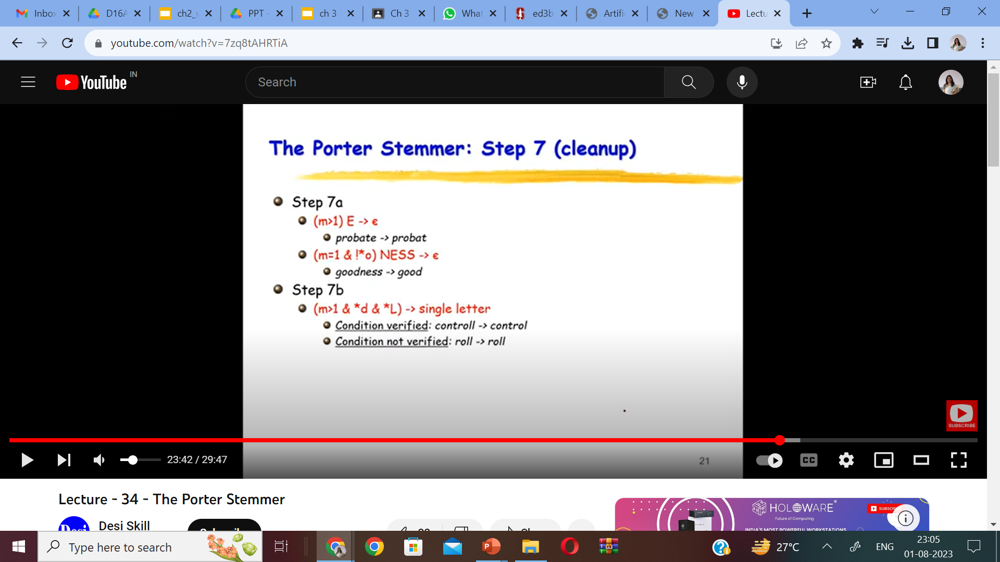 Inbox D16A ch2_v PPT - ch 3 Ch 3 What ed3b Artifi New Lectu
youtube.com/watch?v=7zq8tAHRTiA
YouTube IN
Search
The Porter Stemmer: Step 7 (cleanup)
Step 7a
(m>1) E -> ϵ
probate -> probat
(m=1 & !*o) NESS -> ϵ
goodness -> good
Step 7b
(m>1 & *d & *L) -> single letter
Condition verified: controll -> control
Condition not verified: roll -> roll
SUBSCRIBE
23:42 / 29:47
CC
21
Lecture - 34 - The Porter Stemmer
HOLOWARE
SUBSCRI
Future of Computing
Desi Skill
INDIA'S MOST POWERFUL WORKSTATIONS
Type here to search
27°C
ENG
23:05
01-08-2023